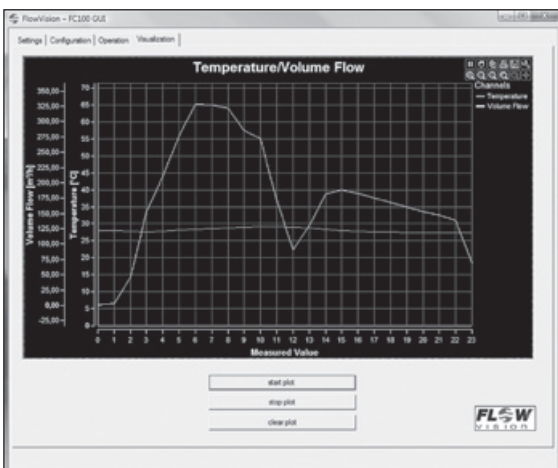 FlowVision – FC100 GUI
Settings | Configuration | Operation | Visualization |
Temperature/Volume Flow
Channels
Temperature
Volume Flow
Volume Flow [m³/h]
350,00
300,00
275,00
250,00
225,00
200,00
175,00
150,00
125,00
100,00
75,00
50,00
25,00
0,00
-25,00
Temperature [°C]
70
65
60
55
50
45
40
35
30
25
20
15
10
5
0
0 1 2 3 4 5 6 7 8 9 10 11 12 13 14 15 16 17 18 19 20 21 22 23
Measured Value
start plot
stop plot
clear plot
FLOW
vision